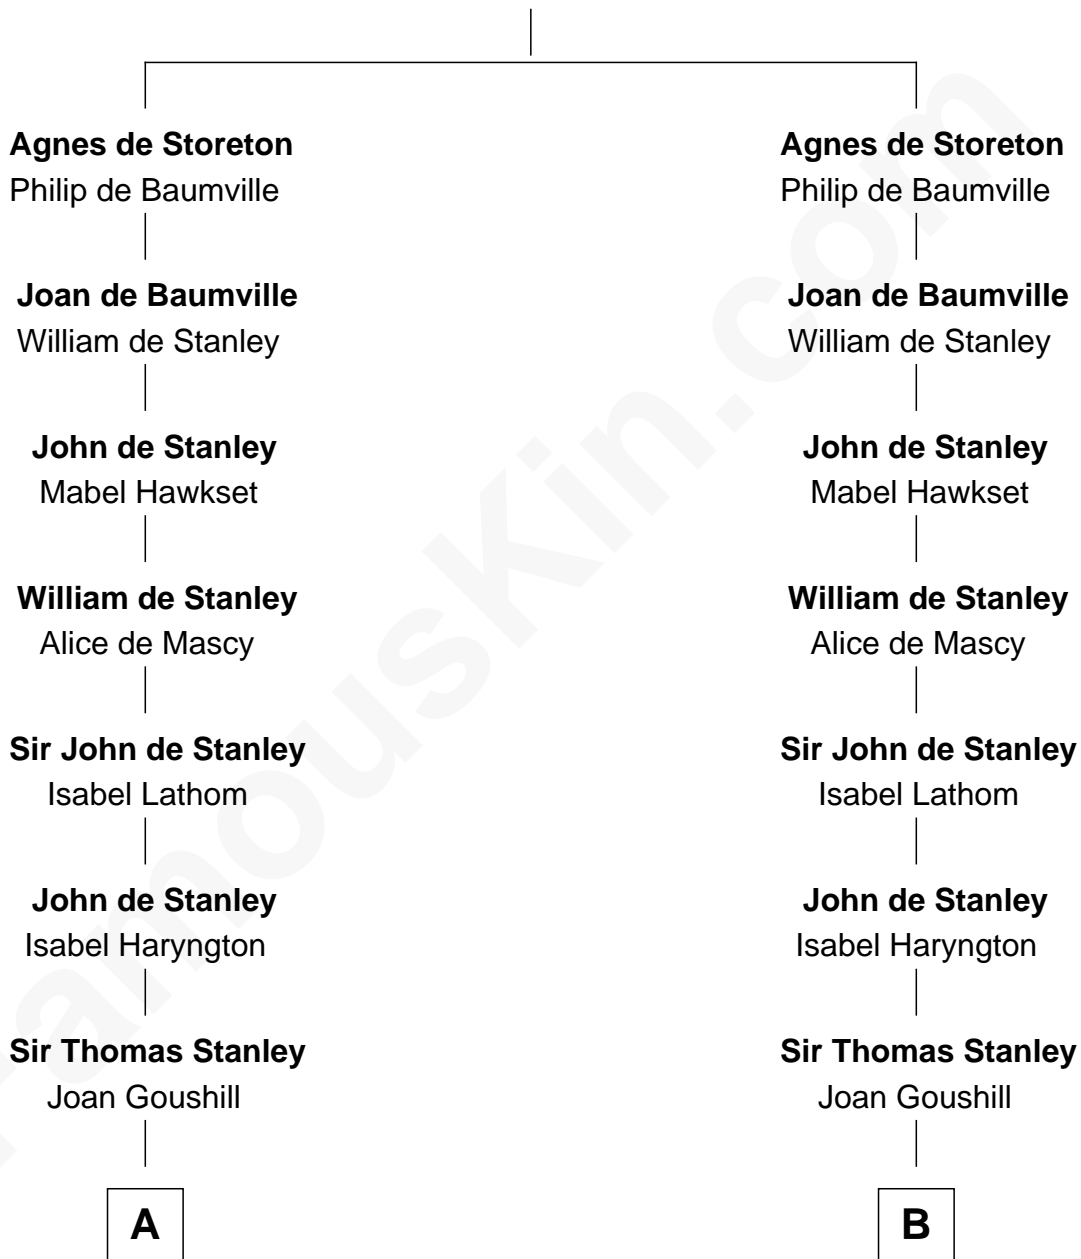 Agnes de Storeton
Philip de Baumville
Joan de Baumville
William de Stanley
John de Stanley
Mabel Hawkset
William de Stanley
Alice de Mascy
Sir John de Stanley
Isabel Lathom
John de Stanley
Isabel Haryngton
Sir Thomas Stanley
Joan Goushill
A
Agnes de Storeton
Philip de Baumville
Joan de Baumville
William de Stanley
John de Stanley
Mabel Hawkset
William de Stanley
Alice de Mascy
Sir John de Stanley
Isabel Lathom
John de Stanley
Isabel Haryngton
Sir Thomas Stanley
Joan Goushill
B
FamousKin.com